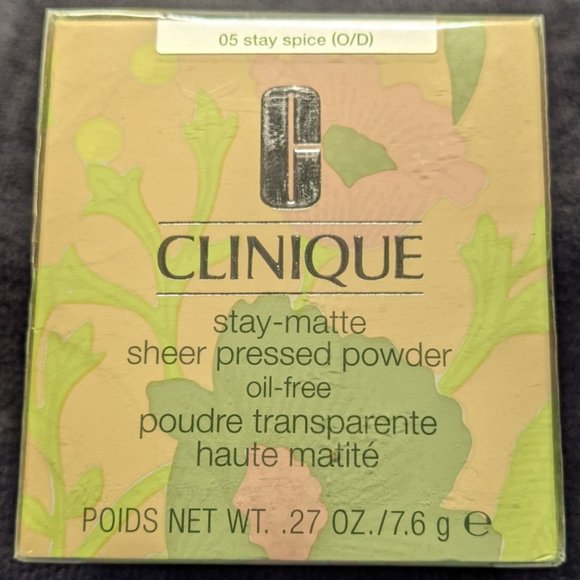 05 stay spice (O/D)
C
CLINIQUE
stay-matte
sheer pressed powder
oil-free
poudre transparente
haute matité
POIDS NET WT. .27 OZ./7.6 g ℮